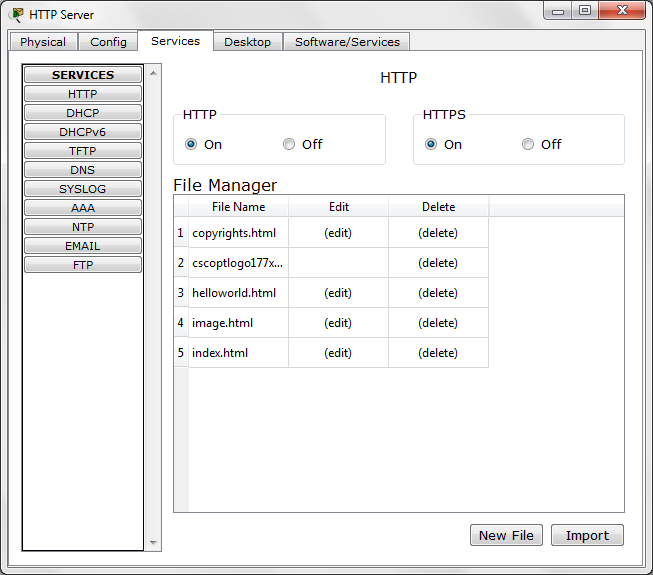 HTTP Server
Physical Config Services Desktop Software/Services
SERVICES
HTTP
DHCP
DHCPv6
TFTP
DNS
SYSLOG
AAA
NTP
EMAIL
FTP
HTTP
HTTP
On Off
HTTPS
On Off
File Manager
File Name Edit Delete
1 copyrights.html (edit) (delete)
2 cscoptlogo177x... (delete)
3 helloworld.html (edit) (delete)
4 image.html (edit) (delete)
5 index.html (edit) (delete)
New File Import